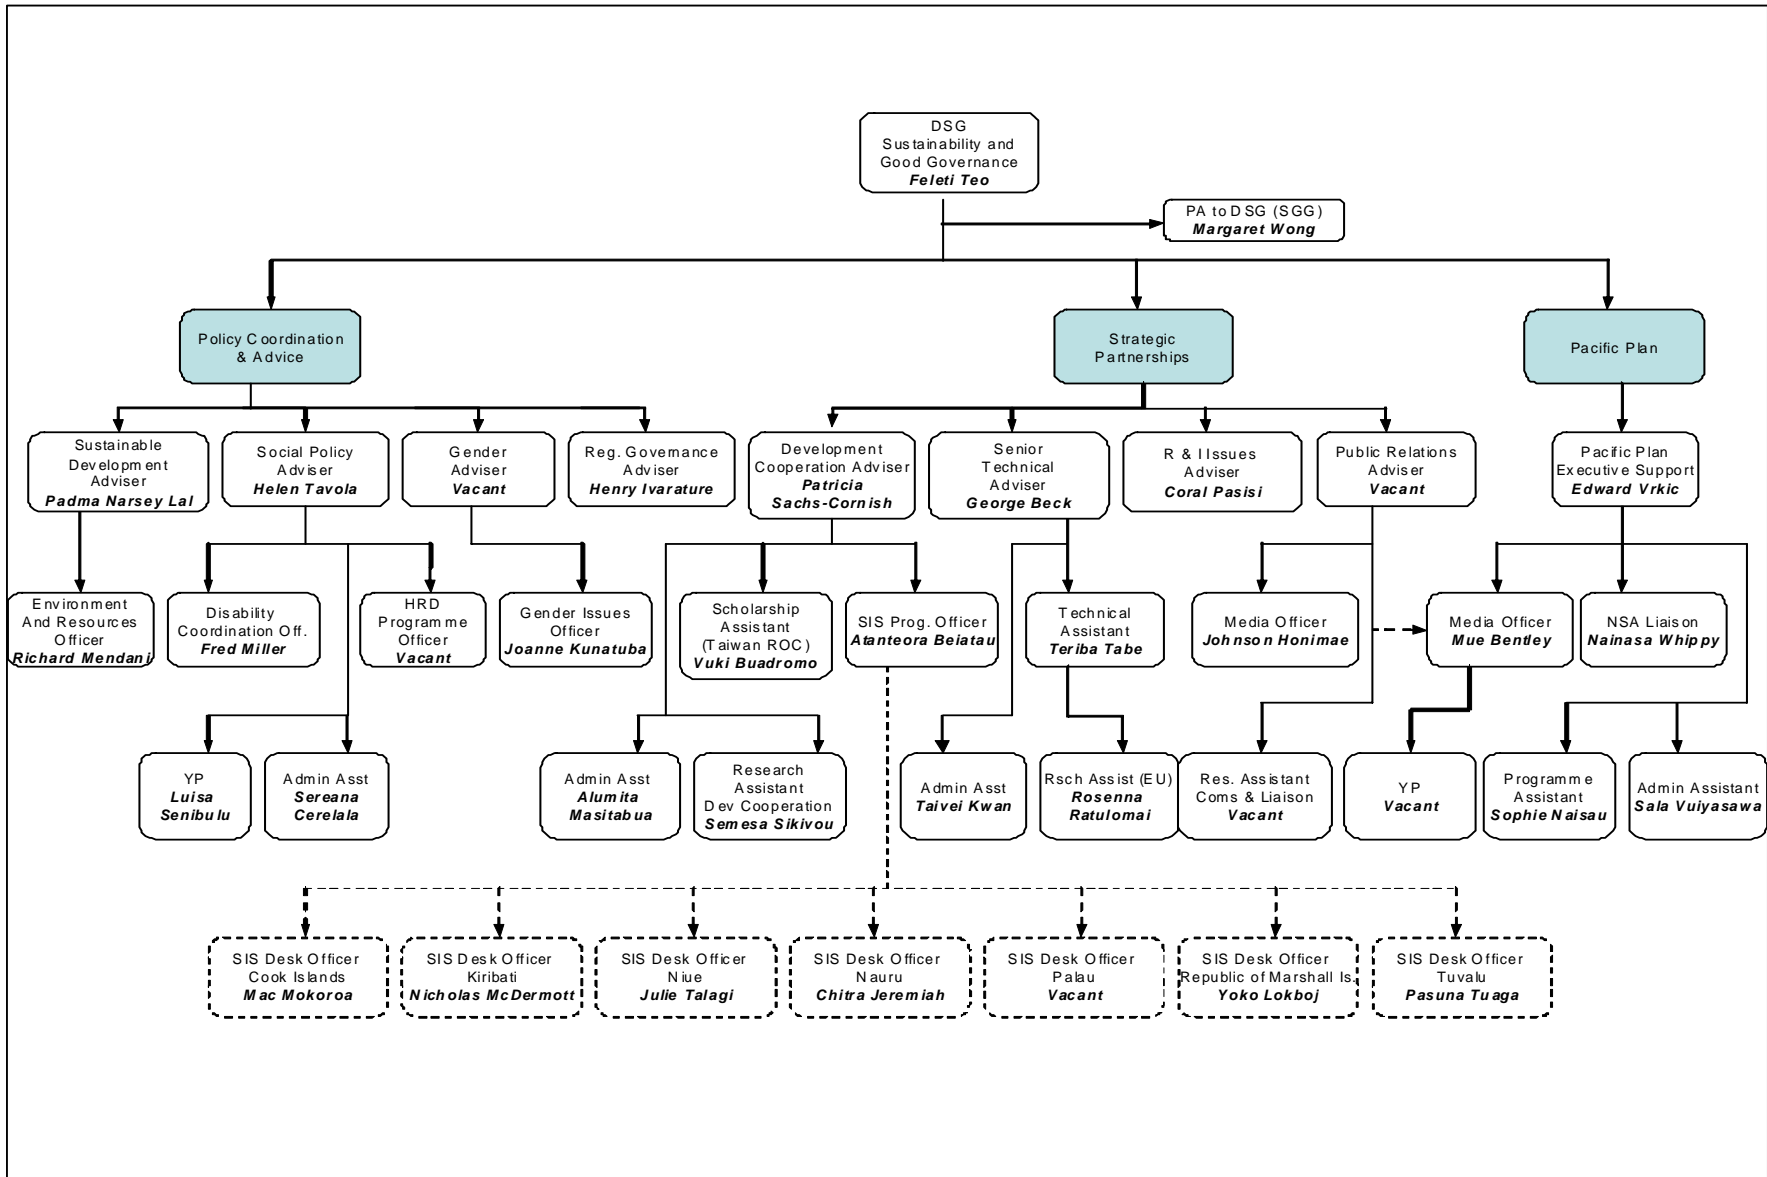 DSG
Sustainability and
Good Governance
Feleti Teo
PA to DSG (SGG)
Margaret Wong
Policy Coordination
& Advice
Strategic
Partnerships
Pacific Plan
Sustainable
Development
Adviser
Padma Narsey Lal
Social Policy
Adviser
Helen Tavola
Gender
Adviser
Vacant
Reg. Governance
Adviser
Henry Ivarature
Development
Cooperation Adviser
Patricia
Sachs-Cornish
Senior
Technical
Adviser
George Beck
R & I Issues
Adviser
Coral Pasisi
Public Relations
Adviser
Vacant
Pacific Plan
Executive Support
Edward Vrkic
Environment
And Resources
Officer
Richard Mendani
Disability
Coordination Off.
Fred Miller
HRD
Programme
Officer
Vacant
Gender Issues
Officer
Joanne Kunatuba
Scholarship
Assistant
(Taiwan ROC)
Vuki Buadromo
SIS Prog. Officer
Atanteora Beiatau
Technical
Assistant
Teriba Tabe
Media Officer
Johnson Honimae
Media Officer
Mue Bentley
NSA Liaison
Nainasa Whippy
YP
Luisa
Senibulu
Admin Asst
Sereana
Cerelala
Admin Asst
Alumita
Masitabua
Research
Assistant
Dev Cooperation
Semesa Sikivou
Admin Asst
Taivei Kwan
Rsch Assist (EU)
Rosenna
Ratulomai
Res. Assistant
Coms & Liaison
Vacant
YP
Vacant
Programme
Assistant
Sophie Naisau
Admin Assistant
Sala Vuiyasawa
SIS Desk Officer
Cook Islands
Mac Mokoroa
SIS Desk Officer
Kiribati
Nicholas McDermott
SIS Desk Officer
Niue
Julie Talagi
SIS Desk Officer
Nauru
Chitra Jeremiah
SIS Desk Officer
Palau
Vacant
SIS Desk Officer
Republic of Marshall Is.
Yoko Lokboj
SIS Desk Officer
Tuvalu
Pasuna Tuaga